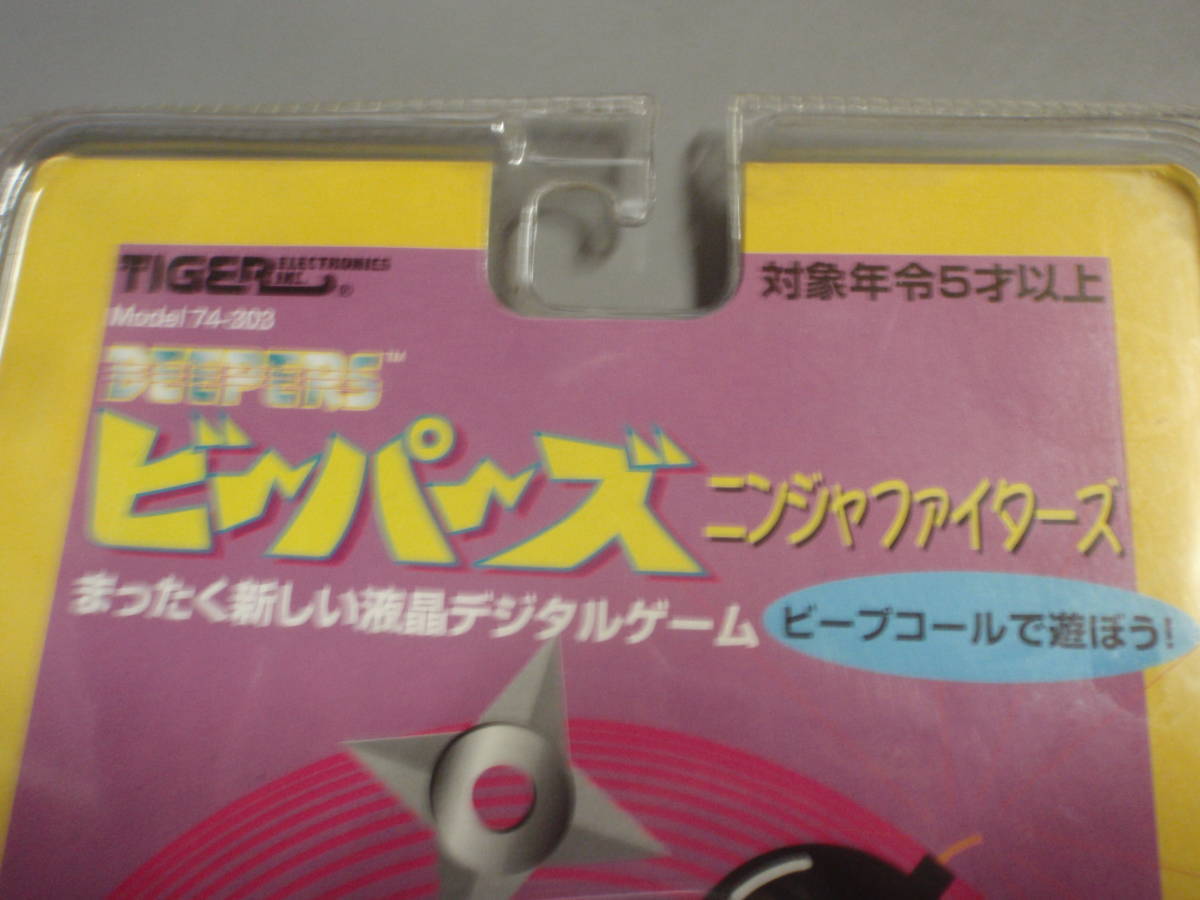 TIGER ELECTRONICS INC.®
対象年令5才以上
Model 74-303
BEEPERS™
ビーパーズ ニンジャファイターズ
まったく新しい液晶デジタルゲーム
ビープコールで遊ぼう!